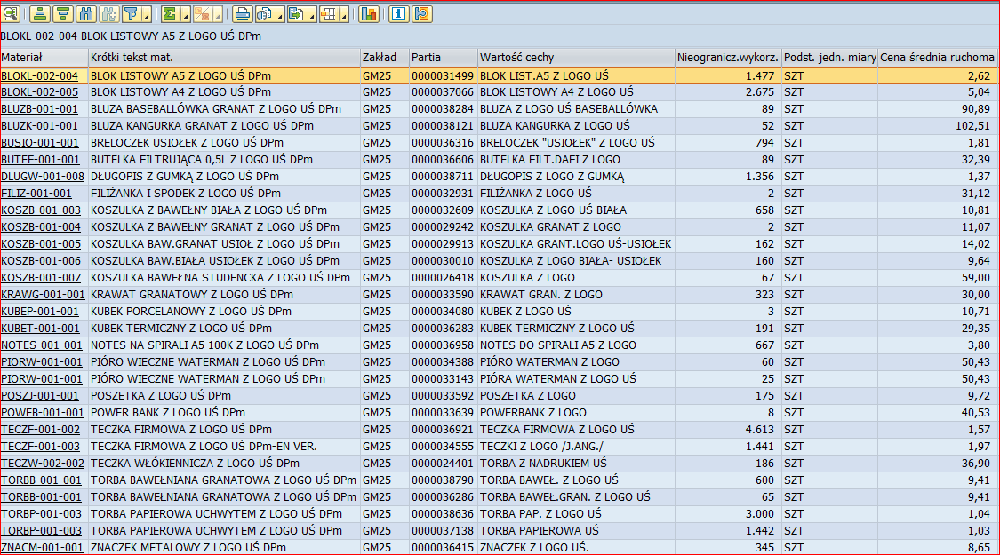 BLOKL-002-004 BLOK LISTOWY A5 Z LOGO UŚ DPm
Materiał Krótki tekst mat. Zakład Partia Wartość cechy Nieogranicz.wykorz. Podst. jedn. miary Cena średnia ruchoma
BLOKL-002-004 BLOK LISTOWY A5 Z LOGO UŚ DPm GM25 0000031499 BLOK LIST.A5 Z LOGO UŚ 1.477 SZT 2,62
BLOKL-002-005 BLOK LISTOWY A4 Z LOGO UŚ DPm GM25 0000037066 BLOK LISTOWY A4 Z LOGO UŚ 2.675 SZT 5,04
BLUZB-001-001 BLUZA BASEBALLÓWKA GRANAT Z LOGO UŚ DPm GM25 0000038284 BLUZA Z LOGO UŚ BASEBALLÓWKA 89 SZT 90,89
BLUZK-001-001 BLUZA KANGURKA GRANAT Z LOGO UŚ DPm GM25 0000038121 BLUZA KANGURKA Z LOGO UŚ 52 SZT 102,51
BUSIO-001-001 BRELOCZEK USIOŁEK Z LOGO UŚ DPm GM25 0000036316 BRELOCZEK "USIOŁEK" Z LOGO UŚ 794 SZT 1,81
BUTEF-001-001 BUTELKA FILTRUJĄCA 0,5L Z LOGO UŚ DPm GM25 0000036606 BUTELKA FILT.DAFI Z LOGO 89 SZT 32,39
DLUGW-001-008 DŁUGOPIS Z GUMKĄ Z LOGO UŚ DPm GM25 0000038711 DŁUGOPIS Z LOGO Z GUMKĄ 1.356 SZT 1,37
FILIZ-001-001 FILIŻANKA I SPODEK Z LOGO UŚ DPm GM25 0000032931 FILIŻANKA Z LOGO UŚ 2 SZT 31,12
KOSZB-001-003 KOSZULKA Z BAWEŁNY BIAŁA Z LOGO UŚ DPm GM25 0000032609 KOSZULKA Z LOGO UŚ BIAŁA 658 SZT 10,81
KOSZB-001-004 KOSZULKA Z BAWEŁNY GRANAT Z LOGO UŚ DPm GM25 0000029242 KOSZULKA GRANAT Z LOGO 2 SZT 11,07
KOSZB-001-005 KOSZULKA BAW.GRANAT USIOŁ Z LOGO UŚ DPm GM25 0000029913 KOSZULKA GRANT.LOGO UŚ-USIOŁEK 162 SZT 14,02
KOSZB-001-006 KOSZULKA BAW.BIAŁA USIOŁEK Z LOGO UŚ DPm GM25 0000030010 KOSZULKA Z LOGO BIAŁA- USIOŁEK 160 SZT 9,64
KOSZB-001-007 KOSZULKA BAWEŁNA STUDENCKA Z LOGO UŚ DPm GM25 0000026418 KOSZULKA Z LOGO 67 SZT 59,00
KRAWG-001-001 KRAWAT GRANATOWY Z LOGO UŚ DPm GM25 0000033590 KRAWAT GRAN. Z LOGO 323 SZT 30,00
KUBEP-001-001 KUBEK PORCELANOWY Z LOGO UŚ DPm GM25 0000034080 KUBEK Z LOGO UŚ 3 SZT 10,71
KUBET-001-001 KUBEK TERMICZNY Z LOGO UŚ DPm GM25 0000036283 KUBEK TERMICZNY Z LOGO UŚ 191 SZT 29,35
NOTES-001-001 NOTES NA SPIRALI A5 100K Z LOGO UŚ DPm GM25 0000036958 NOTES DO SPIRALI A5 Z LOGO 667 SZT 3,80
PIORW-001-001 PIÓRO WIECZNE WATERMAN Z LOGO UŚ DPm GM25 0000034388 PIÓRO WATERMAN Z LOGO 60 SZT 50,43
PIORW-001-001 PIÓRO WIECZNE WATERMAN Z LOGO UŚ DPm GM25 0000033143 PIÓRA WATERMAN Z LOGO UŚ 25 SZT 50,43
POSZJ-001-001 POSZETKA Z LOGO UŚ DPm GM25 0000033592 POSZETKA Z LOGO 175 SZT 9,72
POWEB-001-001 POWER BANK Z LOGO UŚ DPm GM25 0000033639 POWERBANK Z LOGO 8 SZT 40,53
TECZF-001-002 TECZKA FIRMOWA Z LOGO UŚ DPm GM25 0000036921 TECZKA FIRMOWA Z LOGO UŚ 4.613 SZT 1,57
TECZF-001-003 TECZKA FIRMOWA Z LOGO UŚ DPm-EN VER. GM25 0000034555 TECZKI Z LOGO /J.ANG./ 1.441 SZT 1,97
TECZW-002-002 TECZKA WŁÓKIENNICZA Z LOGO UŚ DPm GM25 0000024401 TORBA Z NADRUKIEM UŚ 186 SZT 36,90
TORBB-001-001 TORBA BAWEŁNIANA GRANATOWA Z LOGO UŚ DPm GM25 0000038790 TORBA BAWEŁ. Z LOGO UŚ 600 SZT 9,41
TORBB-001-001 TORBA BAWEŁNIANA GRANATOWA Z LOGO UŚ DPm GM25 0000036286 TORBA BAWEŁ.GRAN. Z LOGO UŚ 65 SZT 9,41
TORBP-001-003 TORBA PAPIEROWA UCHWYTEM Z LOGO UŚ DPm GM25 0000038636 TORBA PAP. Z LOGO UŚ 3.000 SZT 1,04
TORBP-001-003 TORBA PAPIEROWA UCHWYTEM Z LOGO UŚ DPm GM25 0000037138 TORBA PAPIEROWA UŚ 1.442 SZT 1,03
ZNACM-001-001 ZNACZEK METALOWY Z LOGO UŚ DPm GM25 0000036415 ZNACZEK Z LOGO UŚ. 345 SZT 8,65